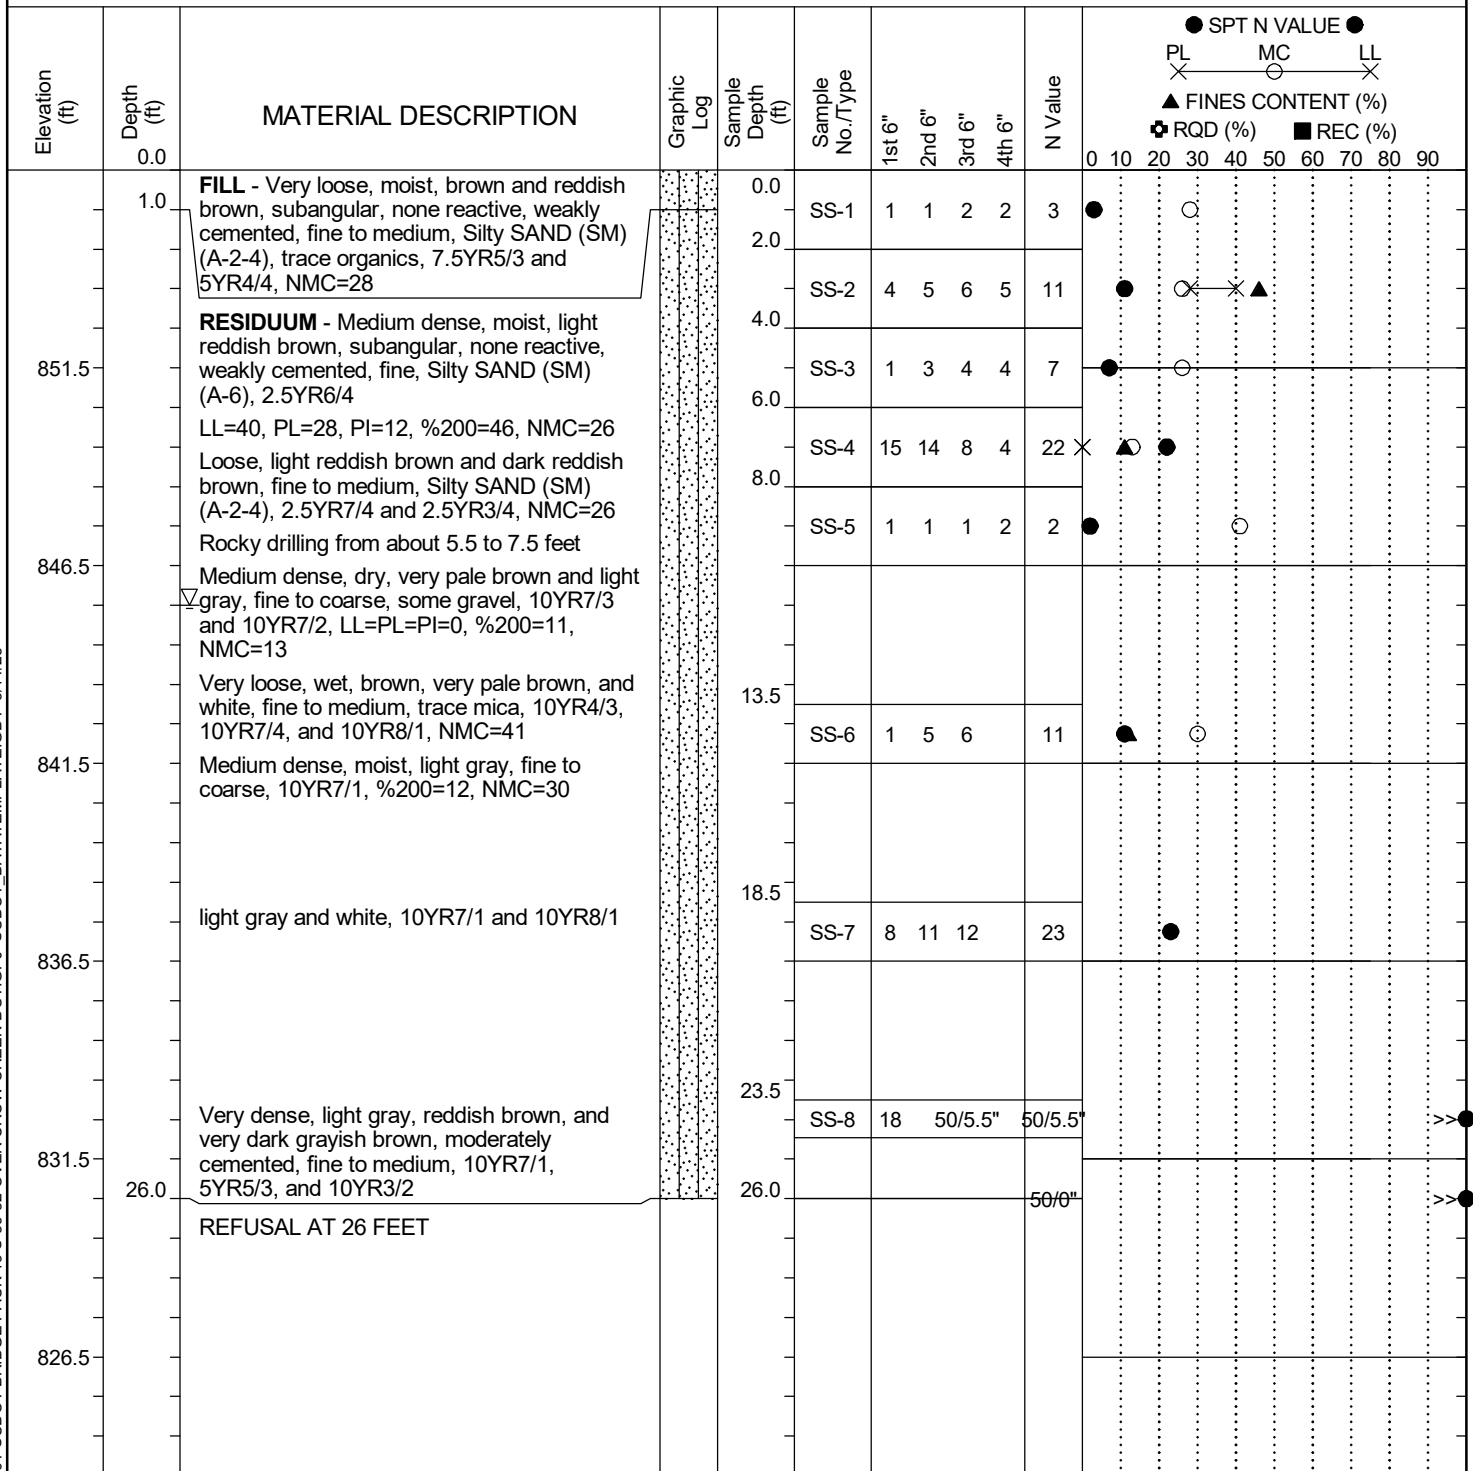 ● SPT N VALUE ●
PL MC LL
▲ FINES CONTENT (%)
RQD (%) ■ REC (%)
0 10 20 30 40 50 60 70 80 90
Elevation (ft)
Depth (ft)
0.0
MATERIAL DESCRIPTION
Graphic Log
Sample Depth (ft)
Sample No./Type
1st 6"
2nd 6"
3rd 6"
4th 6"
N Value
FILL - Very loose, moist, brown and reddish
brown, subangular, none reactive, weakly
cemented, fine to medium, Silty SAND (SM)
(A-2-4), trace organics, 7.5YR5/3 and
5YR4/4, NMC=28
1.0
RESIDUUM - Medium dense, moist, light
reddish brown, subangular, none reactive,
weakly cemented, fine, Silty SAND (SM)
(A-6), 2.5YR6/4
LL=40, PL=28, PI=12, %200=46, NMC=26
Loose, light reddish brown and dark reddish
brown, fine to medium, Silty SAND (SM)
(A-2-4), 2.5YR7/4 and 2.5YR3/4, NMC=26
Rocky drilling from about 5.5 to 7.5 feet
Medium dense, dry, very pale brown and light
gray, fine to coarse, some gravel, 10YR7/3
and 10YR7/2, LL=PL=PI=0, %200=11,
NMC=13
Very loose, wet, brown, very pale brown, and
white, fine to medium, trace mica, 10YR4/3,
10YR7/4, and 10YR8/1, NMC=41
Medium dense, moist, light gray, fine to
coarse, 10YR7/1, %200=12, NMC=30
light gray and white, 10YR7/1 and 10YR8/1
Very dense, light gray, reddish brown, and
very dark grayish brown, moderately
cemented, fine to medium, 10YR7/1,
5YR5/3, and 10YR3/2
26.0
REFUSAL AT 26 FEET
851.5
846.5
841.5
836.5
831.5
826.5
0.0
SS-1 1 1 2 2 3
2.0
SS-2 4 5 6 5 11
4.0
SS-3 1 3 4 4 7
6.0
SS-4 15 14 8 4 22
8.0
SS-5 1 1 1 2 2
13.5
SS-6 1 5 6 11
18.5
SS-7 8 11 12 23
23.5
SS-8 18 50/5.5" 50/5.5" >>
26.0 50/0" >>